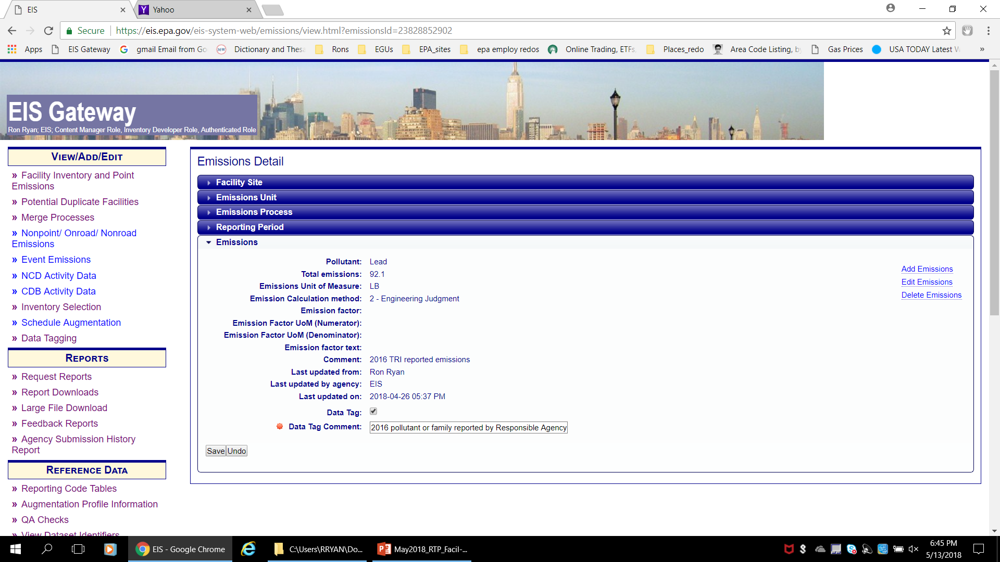 EIS
Yahoo
Secure
https://eis.epa.gov/eis-system-web/emissions/view.html?emissionsId=23828852902
Apps
EIS Gateway
gmail Email from Go
Dictionary and Thesa
Rons
EGUs
EPA_sites
epa employ redos
Online Trading, ETFs,
Places_redo
Area Code Listing, by
Gas Prices
USA TODAY Latest
»
EIS Gateway
Ron Ryan; EIS; Content Manager Role, Inventory Developer Role, Authenticated Role
VIEW/ADD/EDIT
» Facility Inventory and Point
Emissions
» Potential Duplicate Facilities
» Merge Processes
» Nonpoint/ Onroad/ Nonroad
Emissions
» Event Emissions
» NCD Activity Data
» CDB Activity Data
» Inventory Selection
» Schedule Augmentation
» Data Tagging
REPORTS
» Request Reports
» Report Downloads
» Large File Download
» Feedback Reports
» Agency Submission History
Report
REFERENCE DATA
» Reporting Code Tables
» Augmentation Profile Information
» QA Checks
» View Dataset Identifiers
Emissions Detail
Facility Site
Emissions Unit
Emissions Process
Reporting Period
Emissions
Pollutant: Lead
Total emissions: 92.1
Emissions Unit of Measure: LB
Emission Calculation method: 2 - Engineering Judgment
Emission factor:
Emission Factor UoM (Numerator):
Emission Factor UoM (Denominator):
Emission factor text:
Comment: 2016 TRI reported emissions
Last updated from: Ron Ryan
Last updated by agency: EIS
Last updated on: 2018-04-26 05:37 PM
Data Tag:
Data Tag Comment: 2016 pollutant or family reported by Responsible Agency
Save Undo
Add Emissions
Edit Emissions
Delete Emissions
EIS - Google Chrome
C:\Users\RRYAN\Do...
May2018_RTP_Facil-...
6:45 PM
5/13/2018